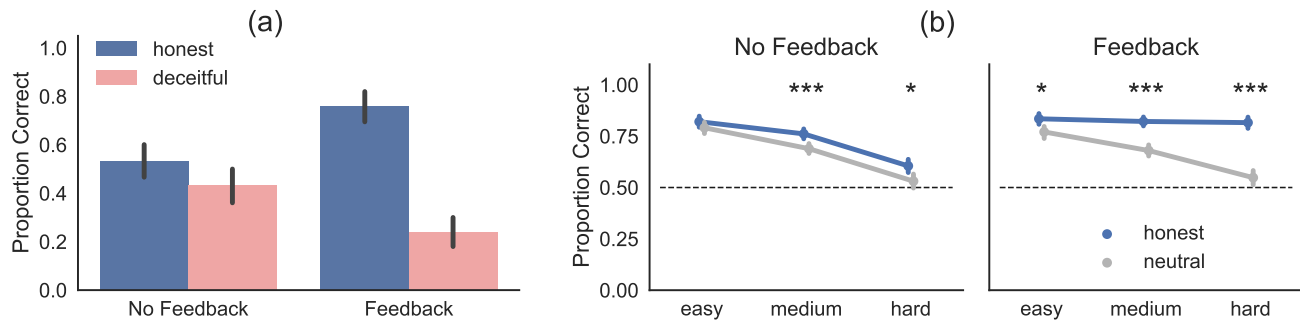 (a)
honest
deceitful
Proportion Correct
1.0
0.8
0.6
0.4
0.2
0.0
No Feedback
Feedback
(b)
No Feedback
Feedback
Proportion Correct
1.00
0.75
0.50
0.25
0.00
*** *
* *** ***
honest
neutral
easy medium hard
easy medium hard